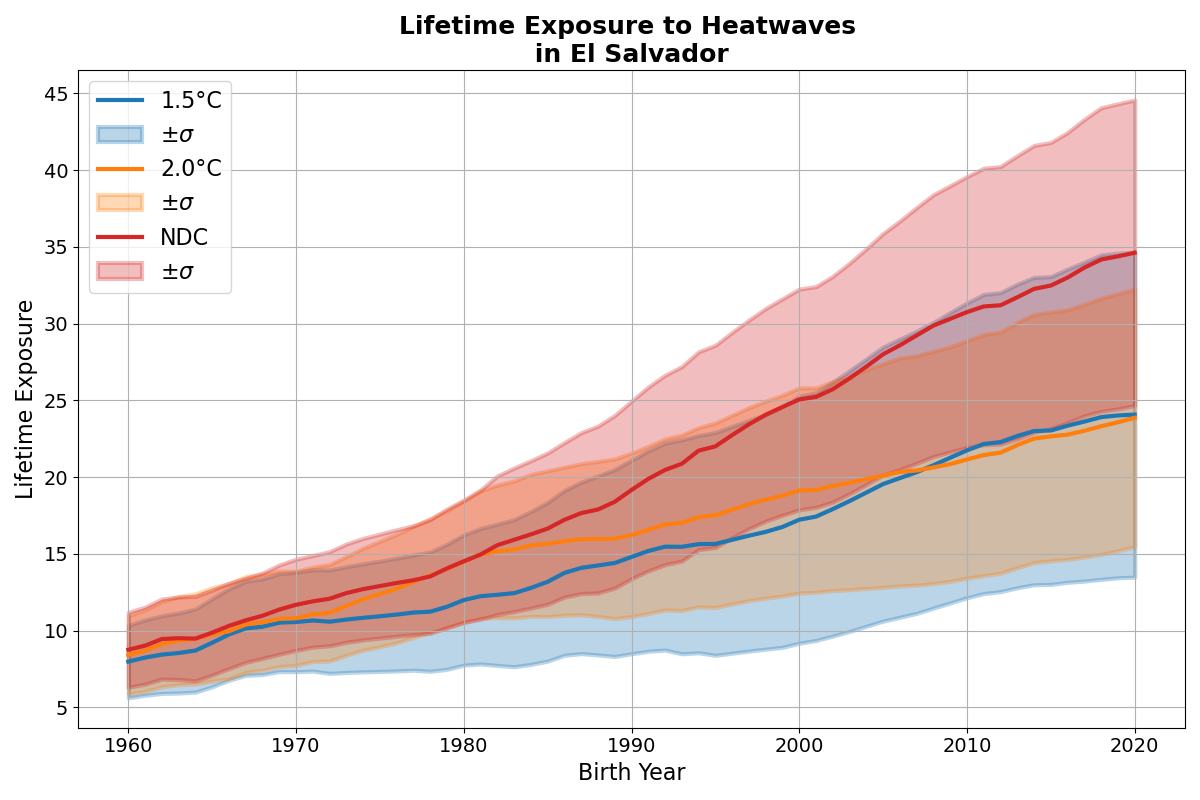 Lifetime Exposure to Heatwaves
in El Salvador
1.5°C
±σ
2.0°C
±σ
NDC
±σ
45
40
35
30
25
20
15
10
5
Lifetime Exposure
1960 1970 1980 1990 2000 2010 2020
Birth Year